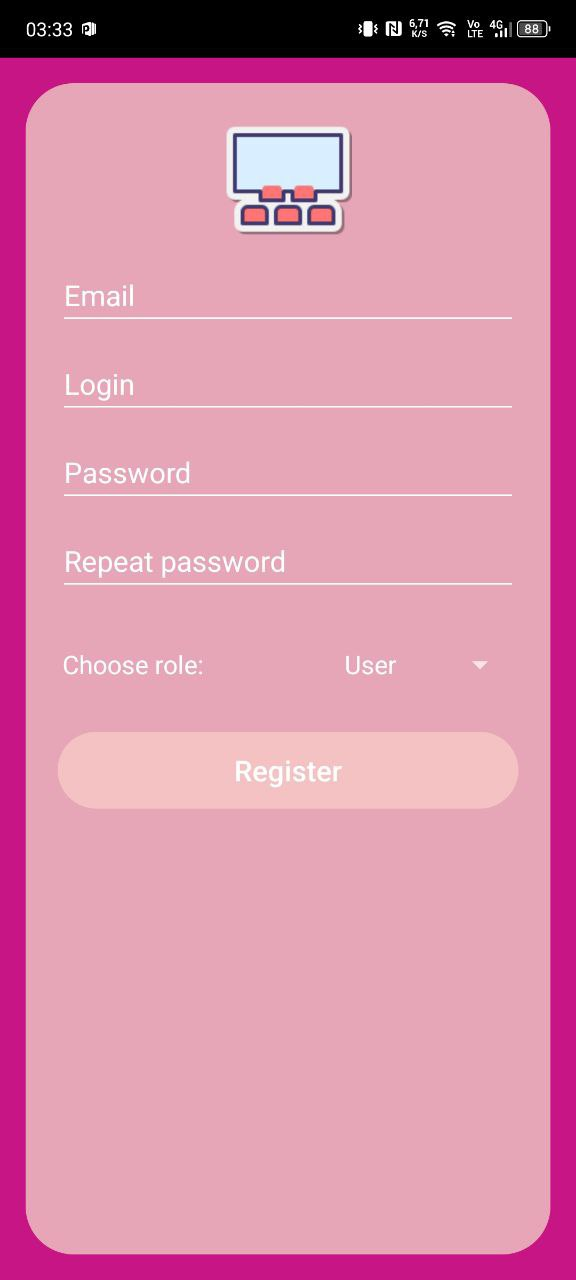 03:33 6,71 K/S Vo LTE 4G 88
Email
Login
Password
Repeat password
Choose role: User
Register